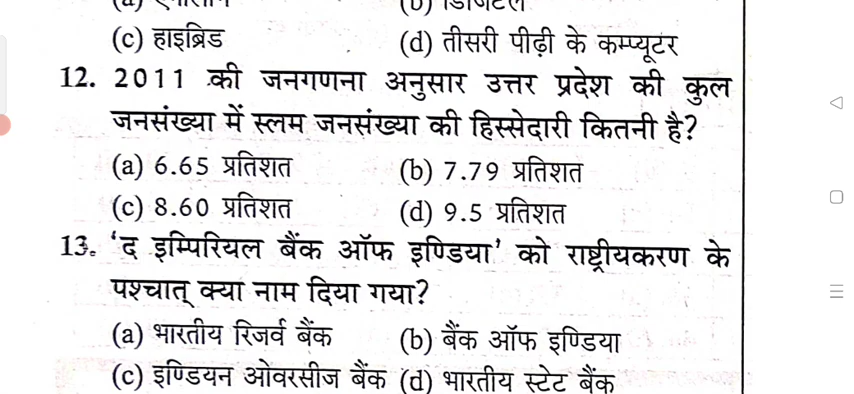 (c) हाइब्रिड (d) तीसरी पीढ़ी के कम्प्यूटर
12. 2011 की जनगणना अनुसार उत्तर प्रदेश की कुल
जनसंख्या में स्लम जनसंख्या की हिस्सेदारी कितनी है?
(a) 6.65 प्रतिशत (b) 7.79 प्रतिशत
(c) 8.60 प्रतिशत (d) 9.5 प्रतिशत
13. ‘द इम्पिरियल बैंक ऑफ इण्डिया’ को राष्ट्रीयकरण के
पश्चात् क्या नाम दिया गया?
(a) भारतीय रिजर्व बैंक (b) बैंक ऑफ इण्डिया
(c) इण्डियन ओवरसीज बैंक (d) भारतीय स्टेट बैंक